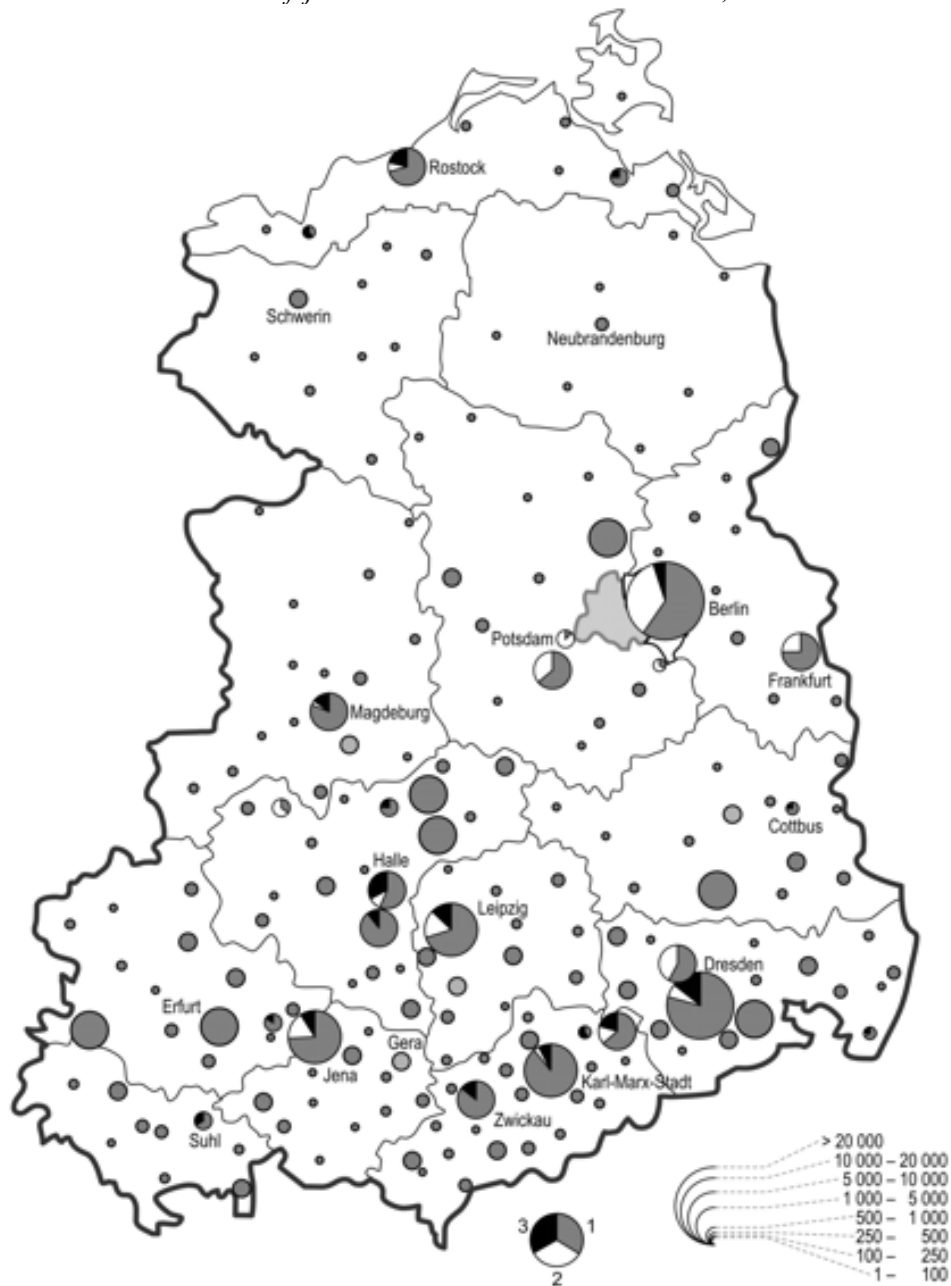 Rostock
Schwerin
Neubrandenburg
Berlin
Potsdam
Frankfurt
Magdeburg
Cottbus
Halle
Leipzig
Dresden
Erfurt
Gera
Jena
Karl-Marx-Stadt
Zwickau
Suhl
> 20 000
10 000 – 20 000
5 000 – 10 000
1 000 – 5 000
500 – 1 000
250 – 500
100 – 250
1 – 100
3 1
2